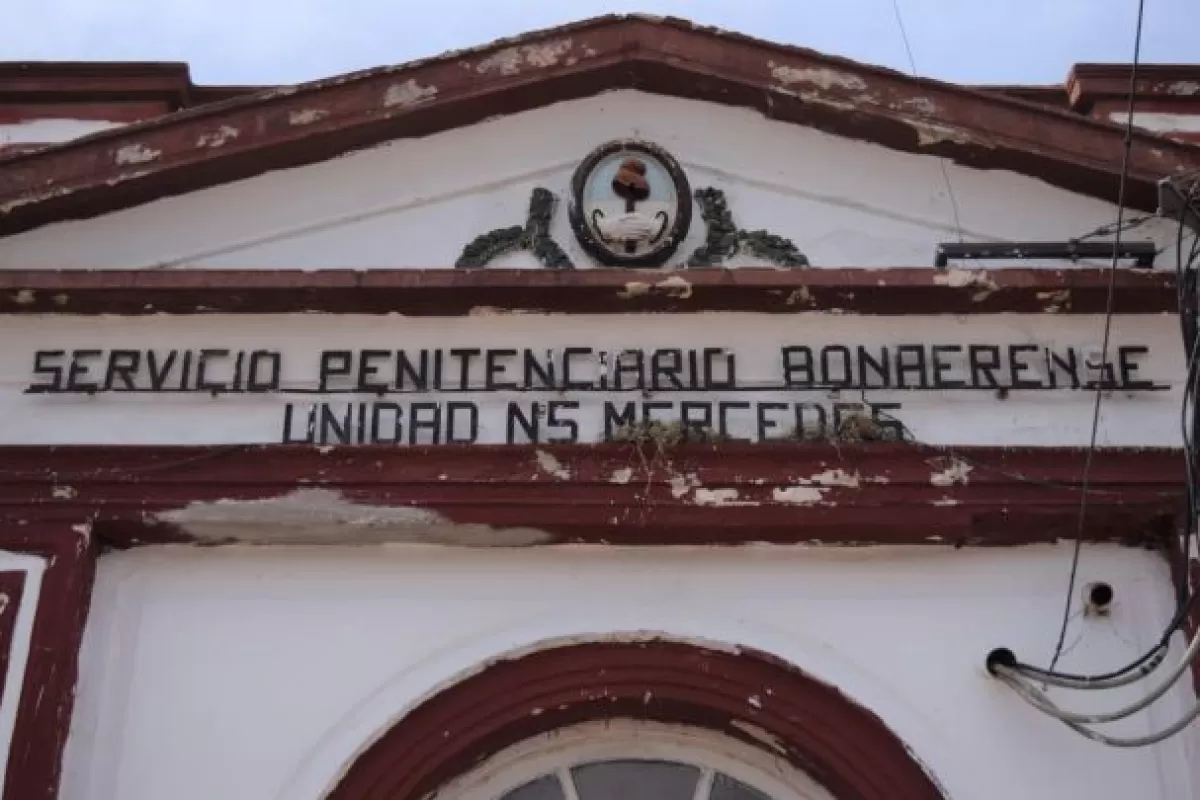 SERVICIO PENITENCIARIO BONAERENSE
UNIDAD Nº5 MERCEDES